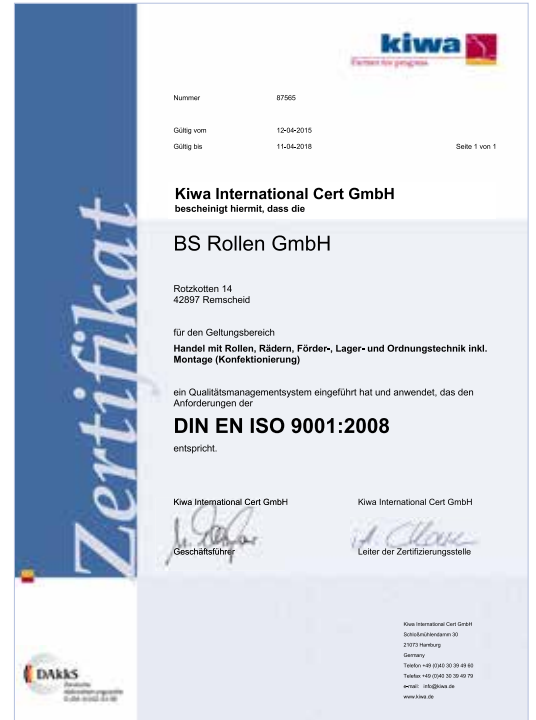 kiwa
Partner for progress
Nummer 87565
Gültig vom 12-04-2015
Gültig bis 11-04-2018 Seite 1 von 1
Kiwa International Cert GmbH
bescheinigt hiermit, dass die
BS Rollen GmbH
Rotzkotten 14
42897 Remscheid
für den Geltungsbereich
Handel mit Rollen, Rädern, Förder-, Lager- und Ordnungstechnik inkl.
Montage (Konfektionierung)
ein Qualitätsmanagementsystem eingeführt hat und anwendet, das den
Anforderungen der
DIN EN ISO 9001:2008
entspricht.
Kiwa International Cert GmbH Kiwa International Cert GmbH
Geschäftsführer Leiter der Zertifizierungsstelle
Zertifikat
Kiwa International Cert GmbH
Schloßmühlendamm 30
21073 Hamburg
Germany
Telefon +49 (0)40 30 39 49 60
Telefax +49 (0)40 30 39 49 79
e-mail: info@kiwa.de
www.kiwa.de
DAkkS
Deutsche
Akkreditierungsstelle